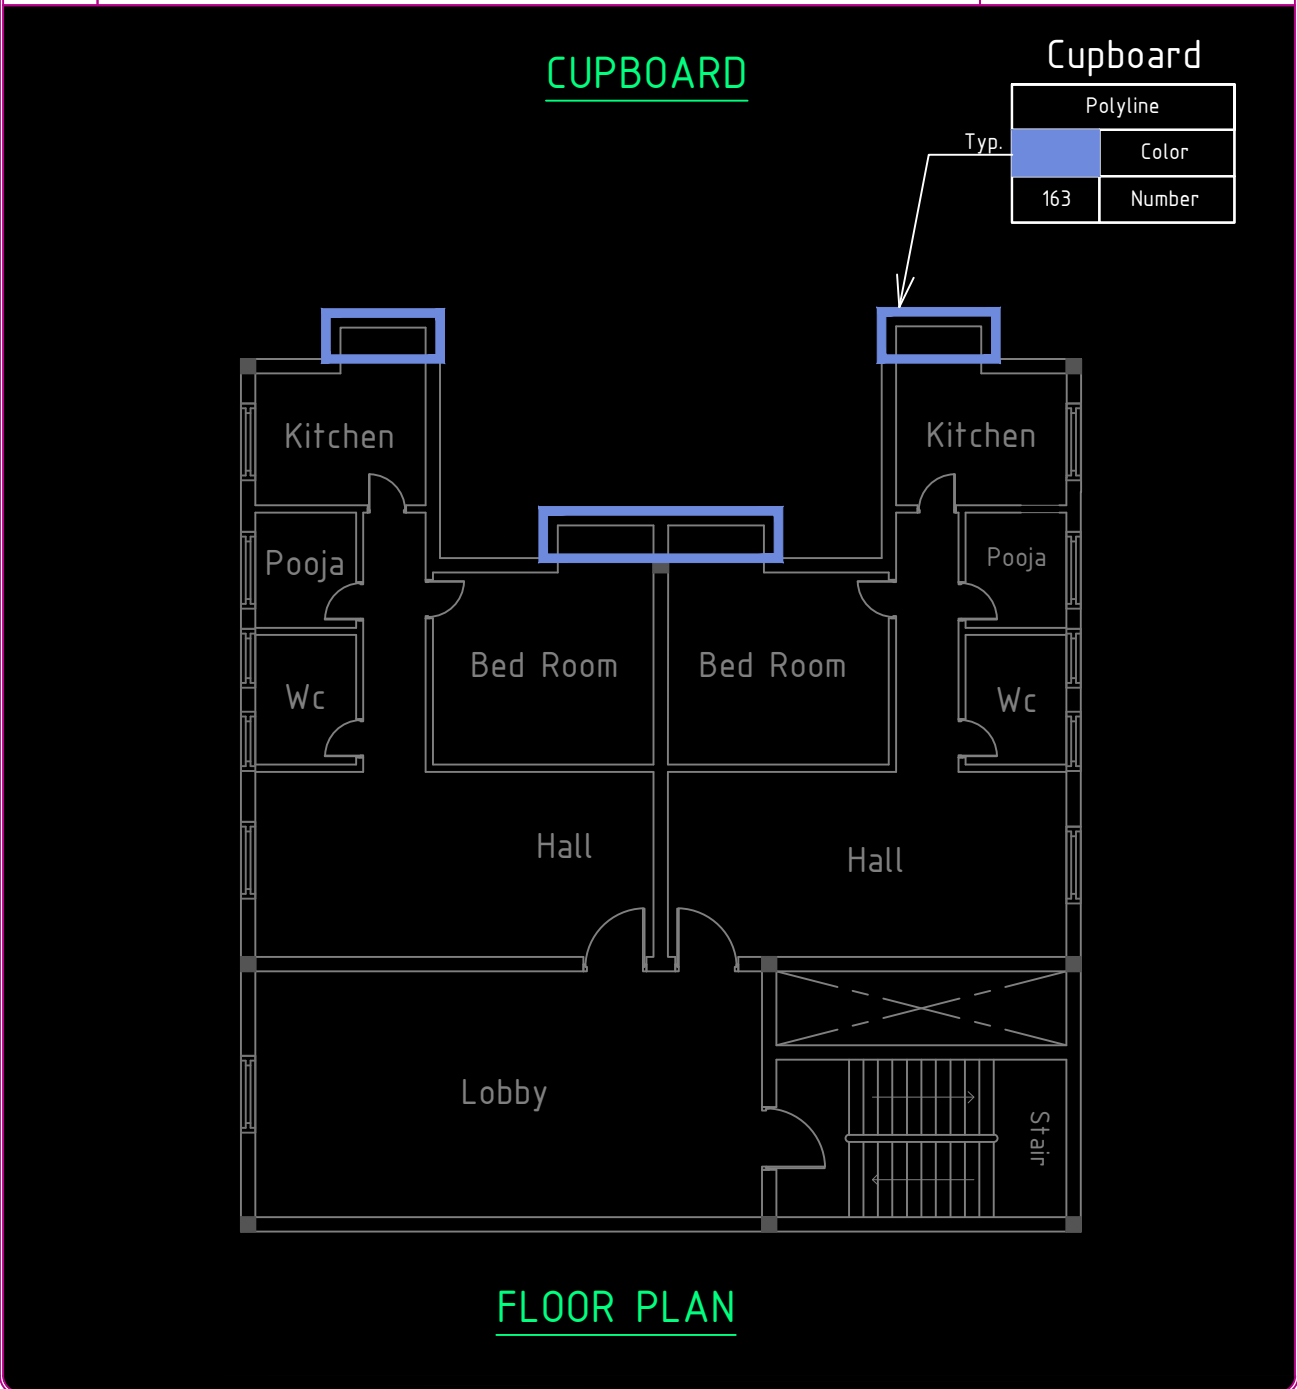 CUPBOARD
Cupboard
Polyline
Typ.
Color
163 Number
Kitchen Kitchen
Pooja Pooja
Bed Room Bed Room
Wc Wc
Hall Hall
Lobby
Stair
FLOOR PLAN